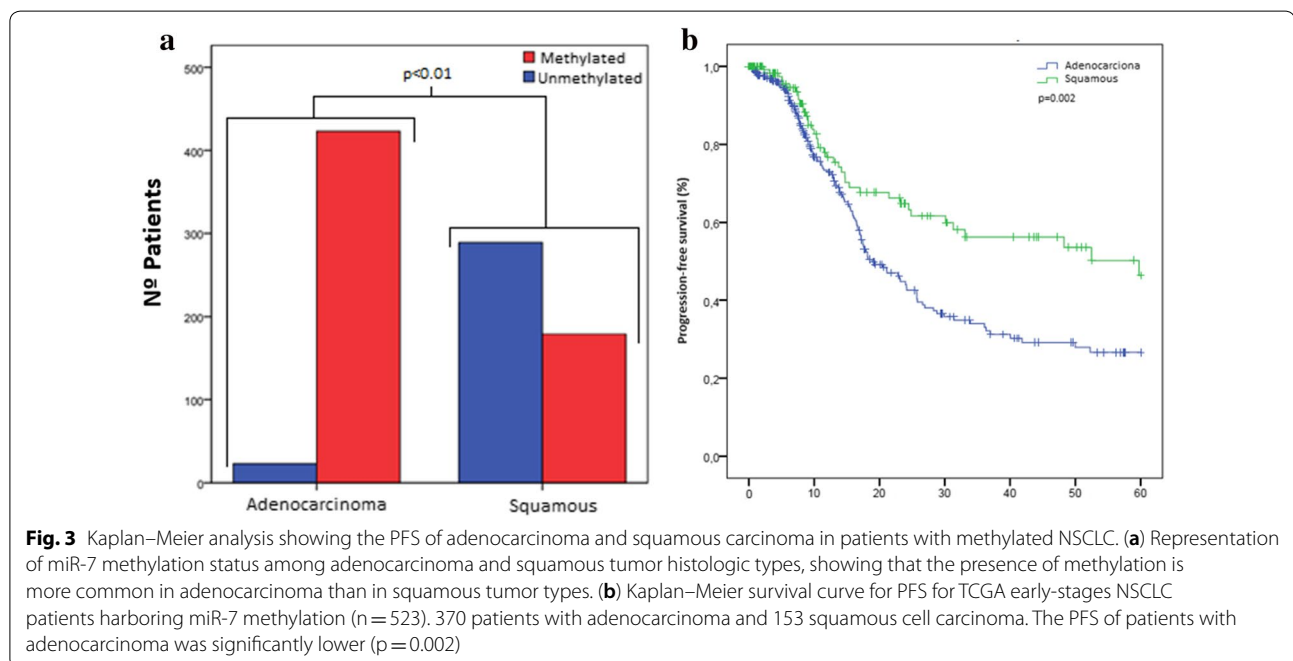 a
Methylated
Unmethylated
p<0.01
500
400
300
200
100
0
Nº Patients
Adenocarcinoma
Squamous
b
Adenocarciona
Squamous
p=0.002
1,0
0,8
0,6
0,4
0,2
0,0
Progression-free survival (%)
0 10 20 30 40 50 60
Fig. 3 Kaplan–Meier analysis showing the PFS of adenocarcinoma and squamous carcinoma in patients with methylated NSCLC. (a) Representation
of miR-7 methylation status among adenocarcinoma and squamous tumor histologic types, showing that the presence of methylation is
more common in adenocarcinoma than in squamous tumor types. (b) Kaplan–Meier survival curve for PFS for TCGA early-stages NSCLC
patients harboring miR-7 methylation (n = 523). 370 patients with adenocarcinoma and 153 squamous cell carcinoma. The PFS of patients with
adenocarcinoma was significantly lower (p = 0.002)